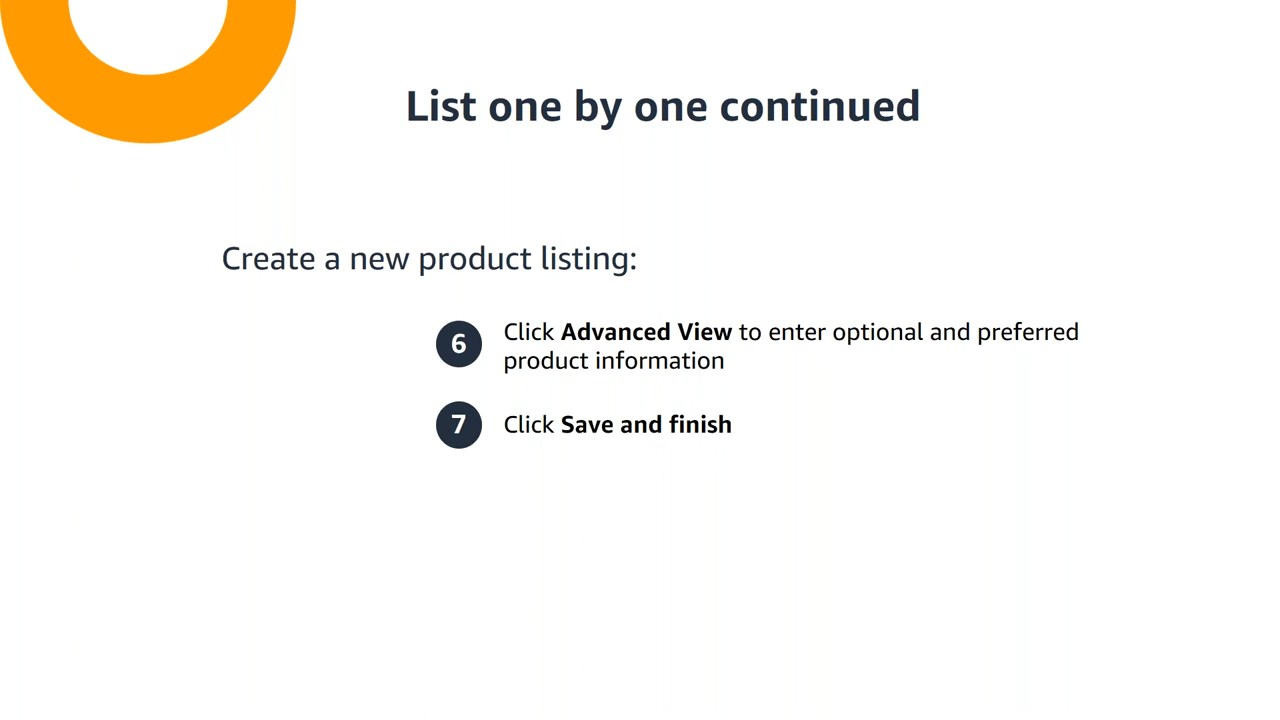 List one by one continued
Create a new product listing:
6 Click Advanced View to enter optional and preferred
product information
7 Click Save and finish